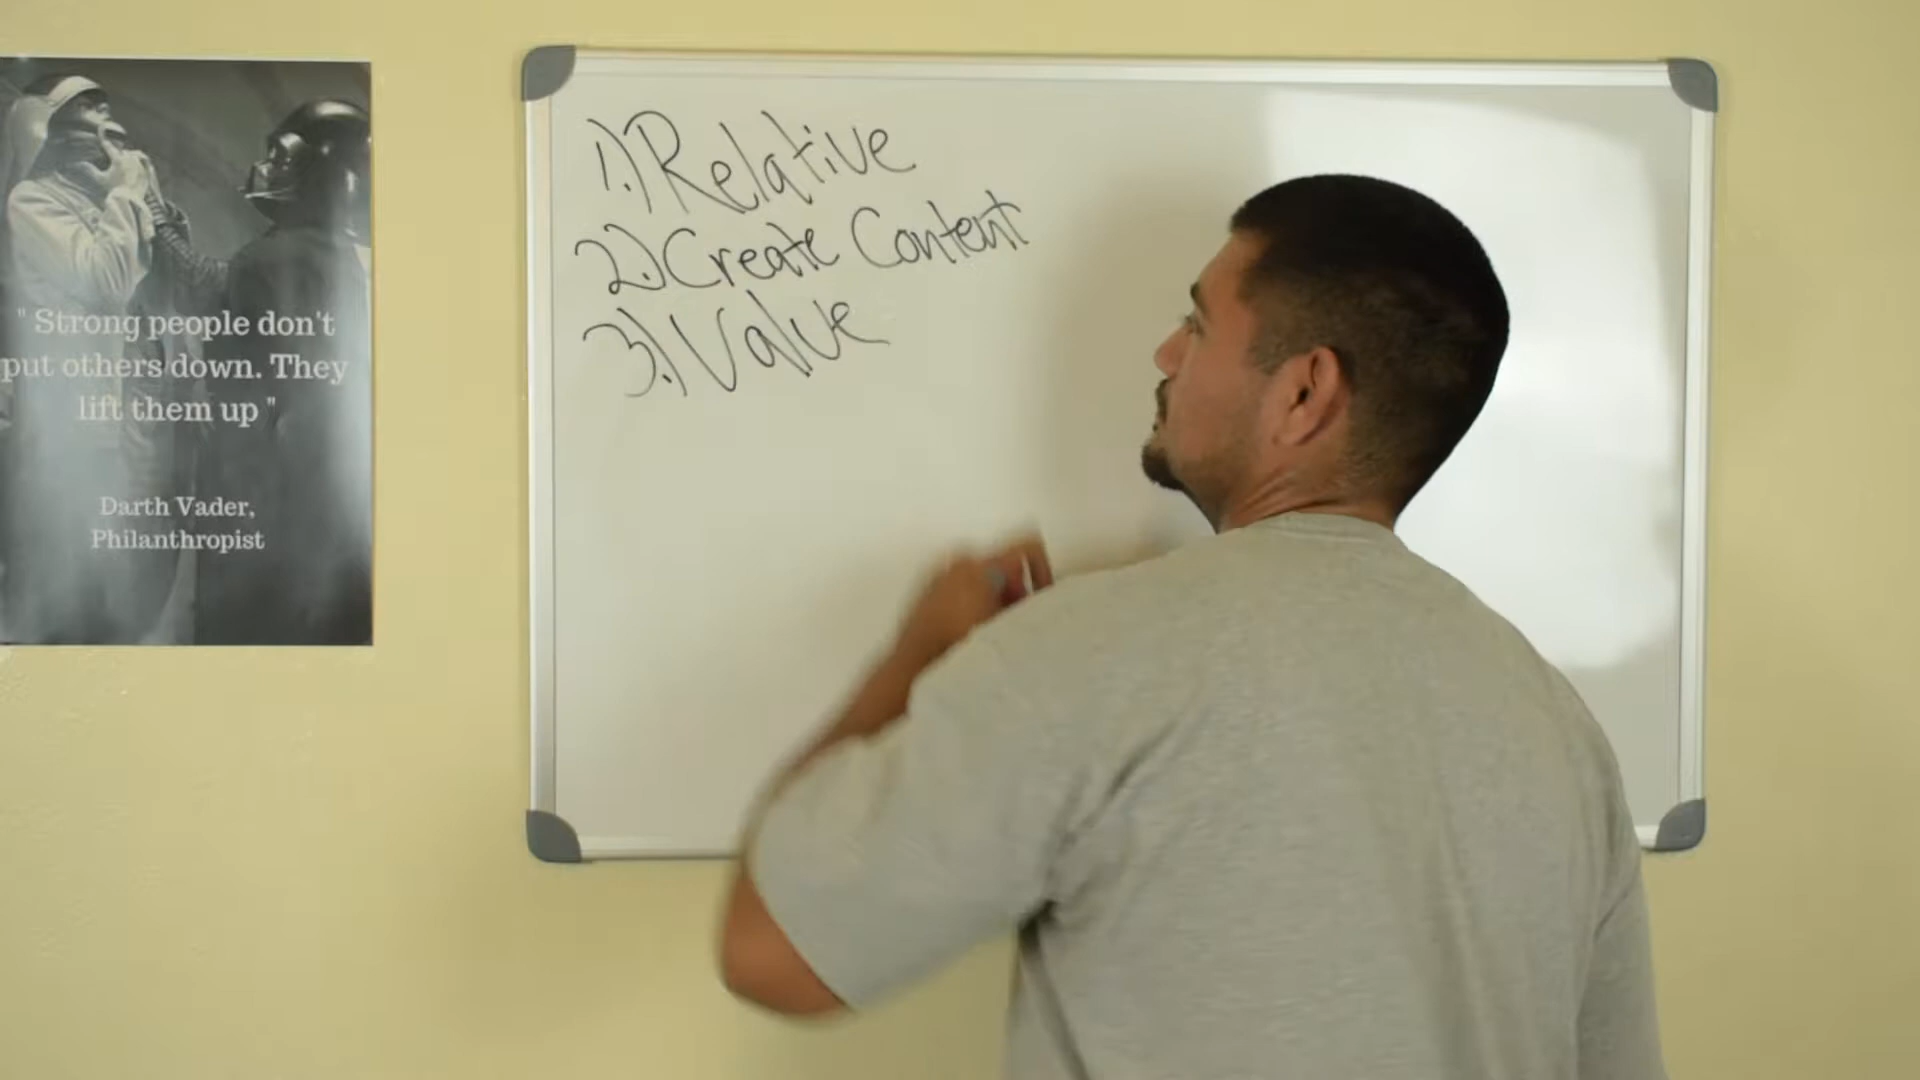 " Strong people don't
put others down. They
lift them up "
Darth Vader,
Philanthropist
1.) Relative
2.) Create Content
3.) Value